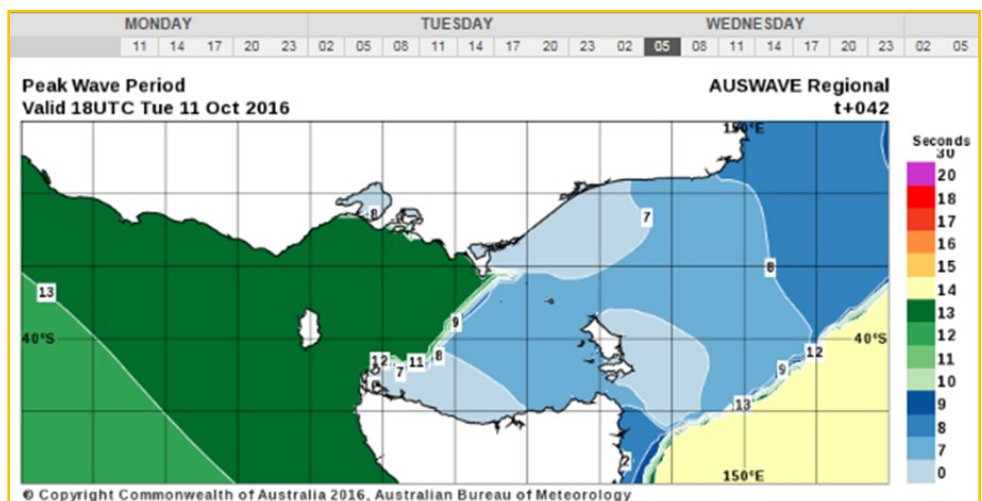 MONDAY TUESDAY WEDNESDAY
11 14 17 20 23 02 05 08 11 14 17 20 23 02 05 08 11 14 17 20 23 02 05
Peak Wave Period AUSWAVE Regional
Valid 18UTC Tue 11 Oct 2016 t+042
150°E
Seconds
30
20
18
17
16
15
14
13
12
11
10
9
8
7
0
8
7
8
13
9
40°S
40°S
12
7
11
8
12
9
13
2
150°E
© Copyright Commonwealth of Australia 2016, Australian Bureau of Meteorology